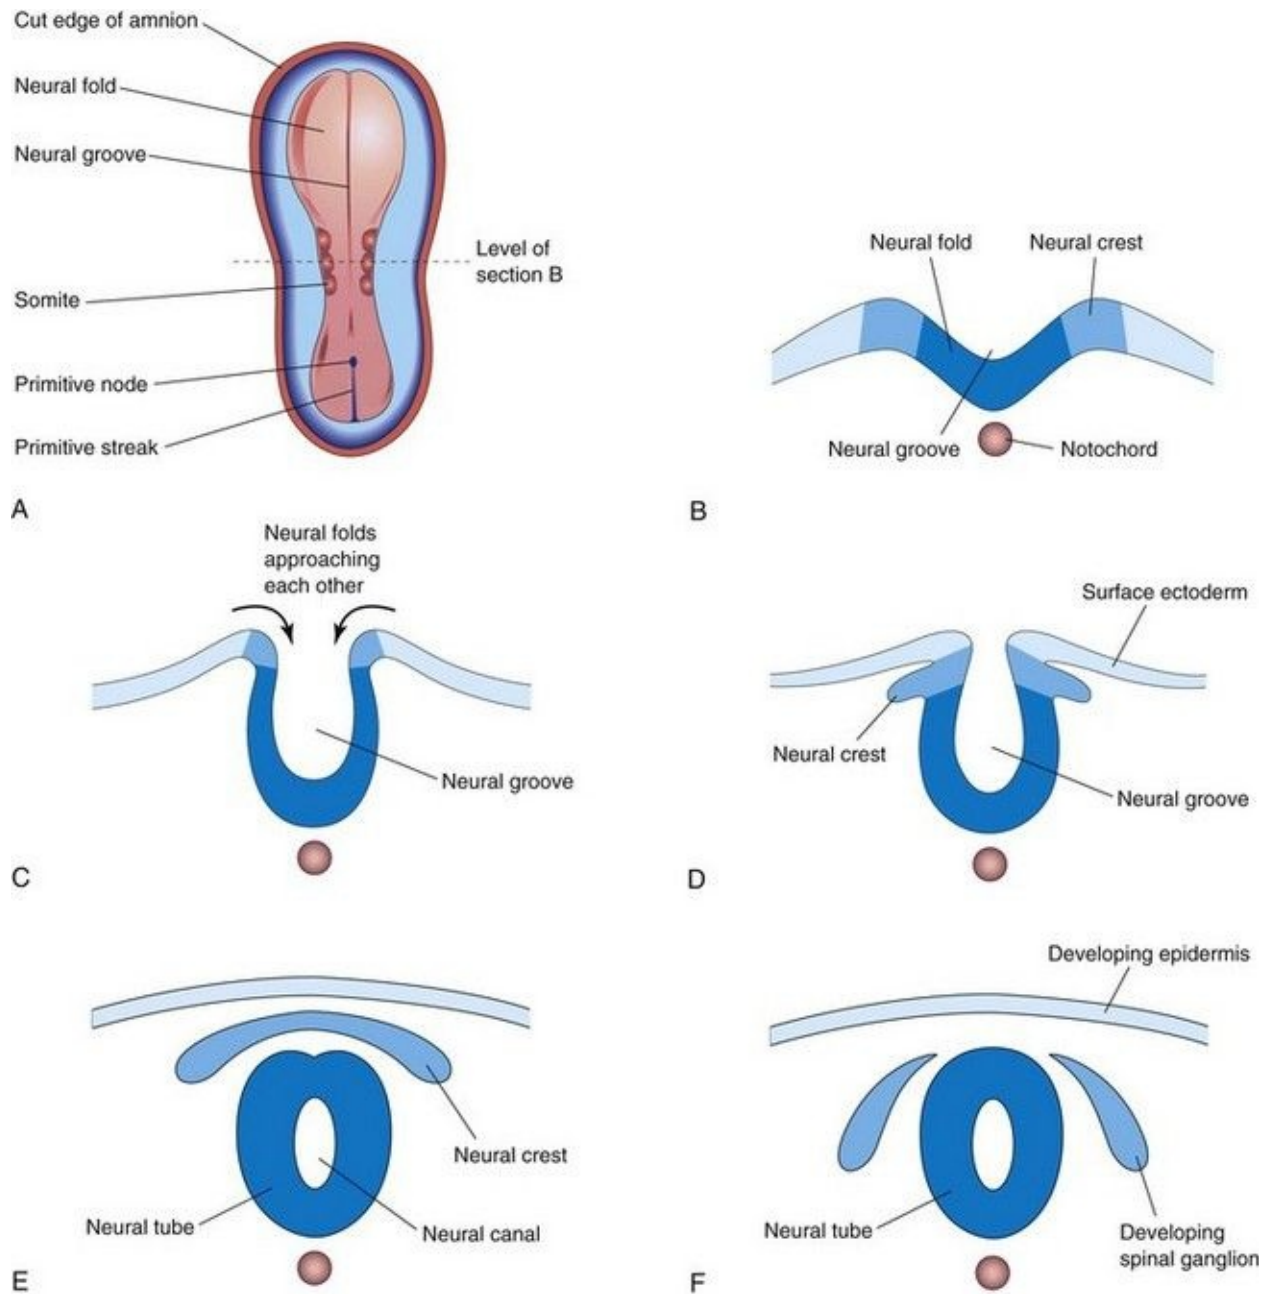 Cut edge of amnion
Neural fold
Neural groove
Level of
section B
Somite
Primitive node
Primitive streak
A
Neural fold
Neural crest
Neural groove
Notochord
B
Neural folds
approaching
each other
Neural groove
C
Surface ectoderm
Neural crest
Neural groove
D
Neural crest
Neural tube
Neural canal
E
Developing epidermis
Neural tube
Developing
spinal ganglion
F